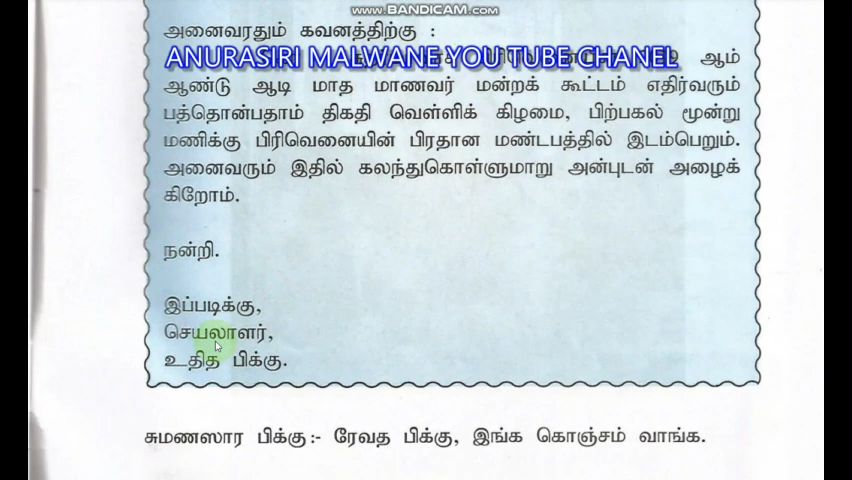 WWW.BANDICAM.COM
அனைவரதும் கவனத்திற்கு :
ANURASIRI MALWANE YOU TUBE CHANEL
ஆம்
ஆண்டு ஆடி மாத மாணவர் மன்றக் கூட்டம் எதிர்வரும்
பத்தொன்பதாம் திகதி வெள்ளிக் கிழமை, பிற்பகல் மூன்று
மணிக்கு பிரிவெனையின் பிரதான மண்டபத்தில் இடம்பெறும்.
அனைவரும் இதில் கலந்துகொள்ளுமாறு அன்புடன் அழைக்
கிறோம்.
நன்றி.
இப்படிக்கு,
செயலாளர்,
உதித பிக்கு.
சுமணஸார பிக்கு:- ரேவத பிக்கு, இங்க கொஞ்சம் வாங்க.